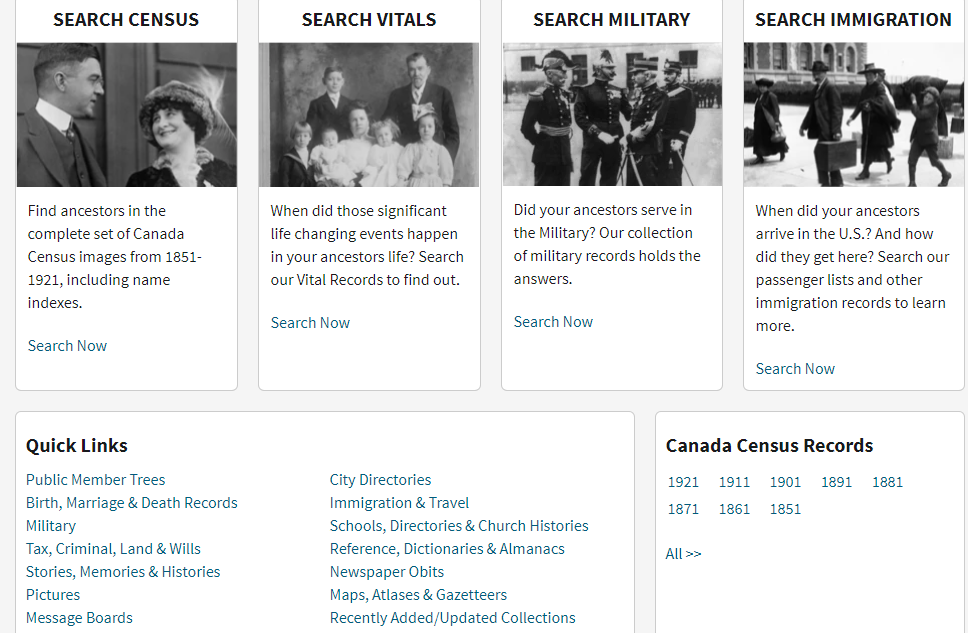 SEARCH CENSUS
Find ancestors in the
complete set of Canada
Census images from 1851-
1921, including name
indexes.
Search Now
SEARCH VITALS
When did those significant
life changing events happen
in your ancestors life? Search
our Vital Records to find out.
Search Now
SEARCH MILITARY
Did your ancestors serve in
the Military? Our collection
of military records holds the
answers.
Search Now
SEARCH IMMIGRATION
When did your ancestors
arrive in the U.S.? And how
did they get here? Search our
passenger lists and other
immigration records to learn
more.
Search Now
Quick Links
Public Member Trees
Birth, Marriage & Death Records
Military
Tax, Criminal, Land & Wills
Stories, Memories & Histories
Pictures
Message Boards
City Directories
Immigration & Travel
Schools, Directories & Church Histories
Reference, Dictionaries & Almanacs
Newspaper Obits
Maps, Atlases & Gazetteers
Recently Added/Updated Collections
Canada Census Records
1921 1911 1901 1891 1881
1871 1861 1851
All >>